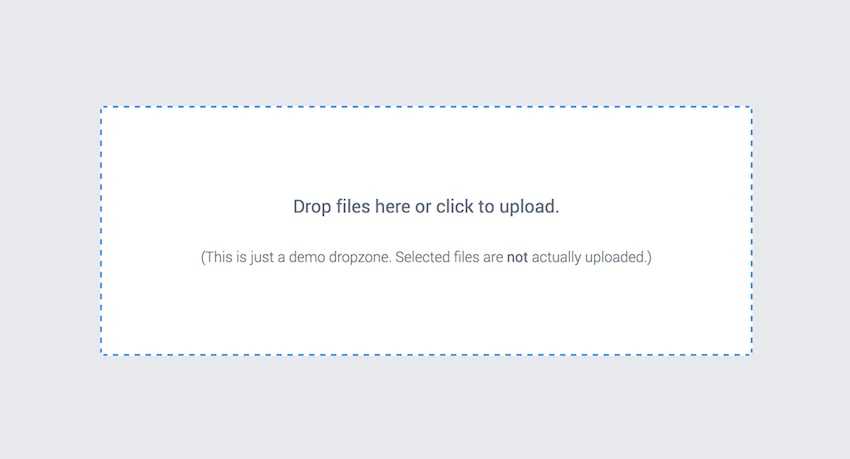 Drop files here or click to upload.
(This is just a demo dropzone. Selected files are not actually uploaded.)